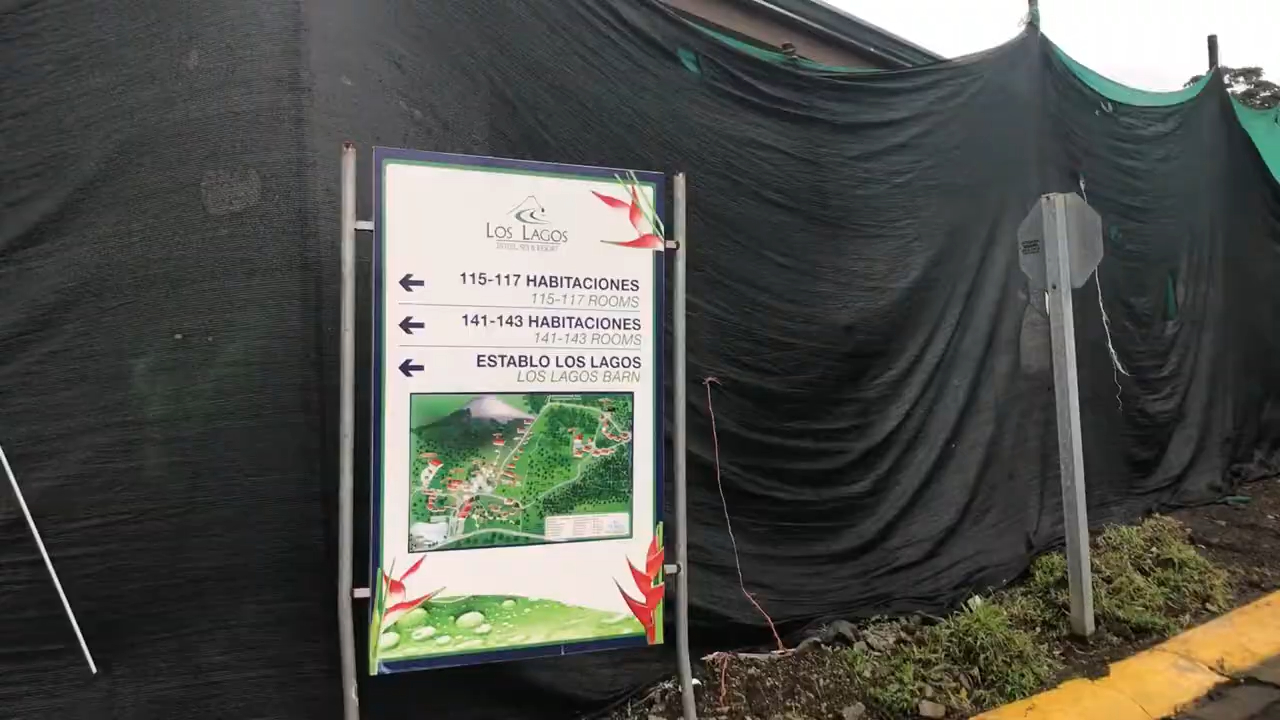 LOS LAGOS
HOTEL, SPA & RESORT
115-117 HABITACIONES
115-117 ROOMS
141-143 HABITACIONES
141-143 ROOMS
ESTABLO LOS LAGOS
LOS LAGOS BARN